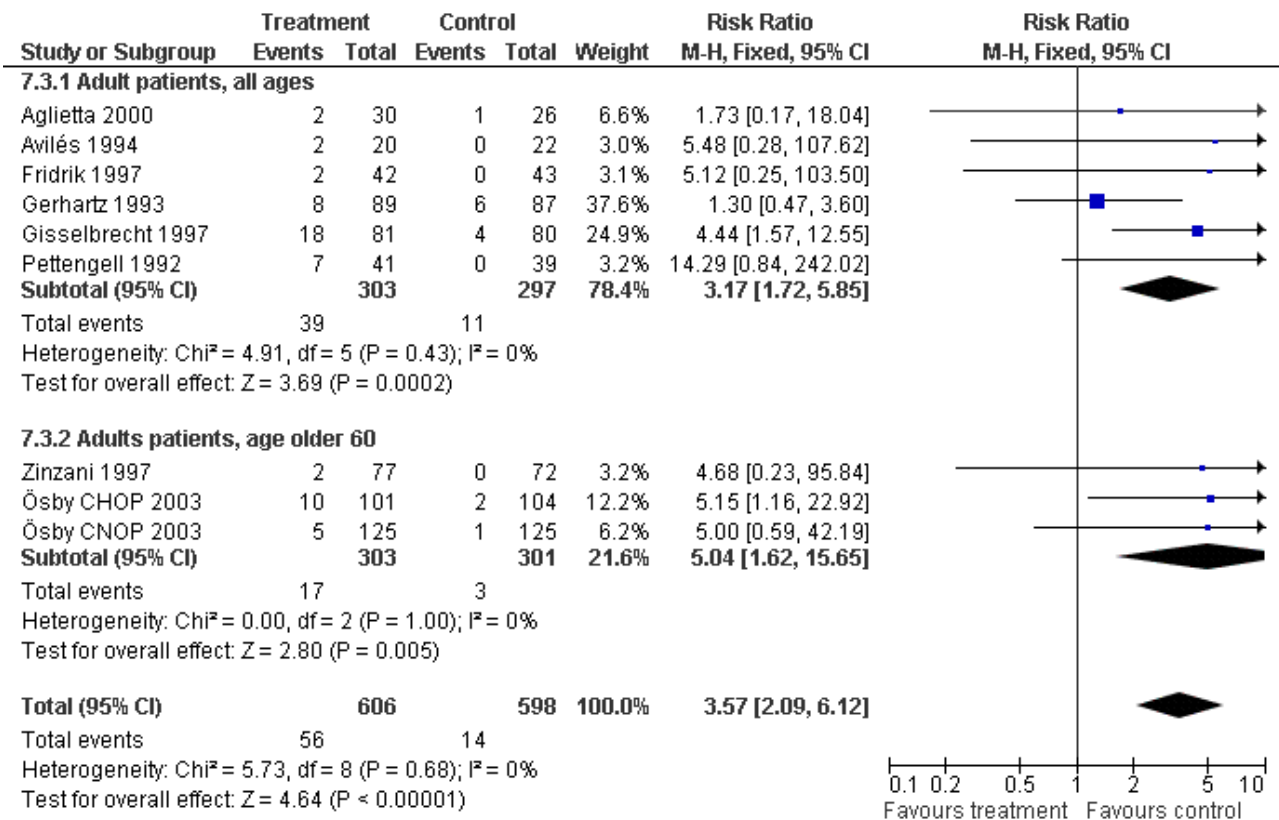 Treatment Control Risk Ratio Risk Ratio
Study or Subgroup Events Total Events Total Weight M-H, Fixed, 95% CI M-H, Fixed, 95% CI
7.3.1 Adult patients, all ages
Aglietta 2000 2 30 1 26 6.6% 1.73 [0.17, 18.04]
Avilés 1994 2 20 0 22 3.0% 5.48 [0.28, 107.62]
Fridrik 1997 2 42 0 43 3.1% 5.12 [0.25, 103.50]
Gerhartz 1993 8 89 6 87 37.6% 1.30 [0.47, 3.60]
Gisselbrecht 1997 18 81 4 80 24.9% 4.44 [1.57, 12.55]
Pettengell 1992 7 41 0 39 3.2% 14.29 [0.84, 242.02]
Subtotal (95% CI) 303 297 78.4% 3.17 [1.72, 5.85]
Total events 39 11
Heterogeneity: Chi² = 4.91, df = 5 (P = 0.43); I² = 0%
Test for overall effect: Z = 3.69 (P = 0.0002)
7.3.2 Adults patients, age older 60
Zinzani 1997 2 77 0 72 3.2% 4.68 [0.23, 95.84]
Ösby CHOP 2003 10 101 2 104 12.2% 5.15 [1.16, 22.92]
Ösby CNOP 2003 5 125 1 125 6.2% 5.00 [0.59, 42.19]
Subtotal (95% CI) 303 301 21.6% 5.04 [1.62, 15.65]
Total events 17 3
Heterogeneity: Chi² = 0.00, df = 2 (P = 1.00); I² = 0%
Test for overall effect: Z = 2.80 (P = 0.005)
Total (95% CI) 606 598 100.0% 3.57 [2.09, 6.12]
Total events 56 14
Heterogeneity: Chi² = 5.73, df = 8 (P = 0.68); I² = 0%
Test for overall effect: Z = 4.64 (P < 0.00001)
0.1 0.2 0.5 1 2 5 10
Favours treatment Favours control